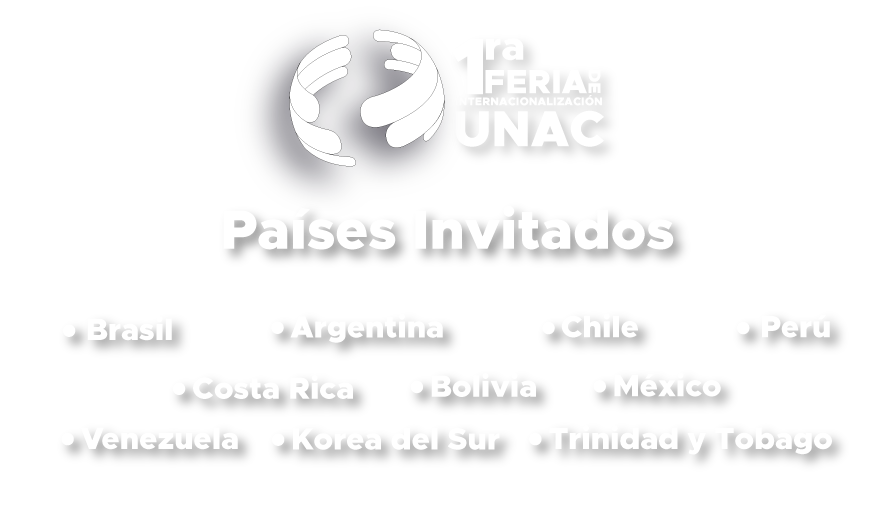 1ra
FERIA DE
INTERNACIONALIZACIÓN
UNAC
Países Invitados
• Brasil • Argentina • Chile • Perú
• Costa Rica • Bolivia • México
• Venezuela • Korea del Sur • Trinidad y Tobago